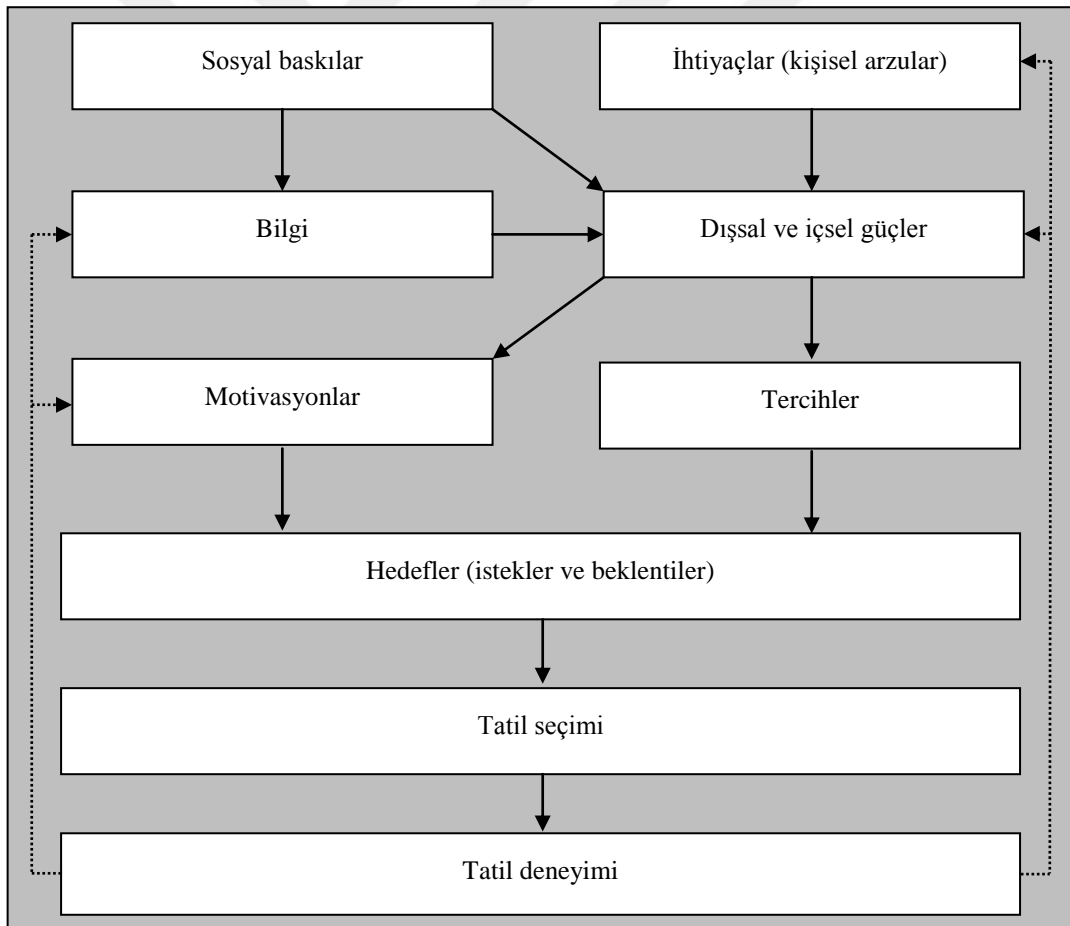 Sosyal baskılar
İhtiyaçlar (kişisel arzular)
Bilgi
Dışsal ve içsel güçler
Motivasyonlar
Tercihler
Hedefler (istekler ve beklentiler)
Tatil seçimi
Tatil deneyimi